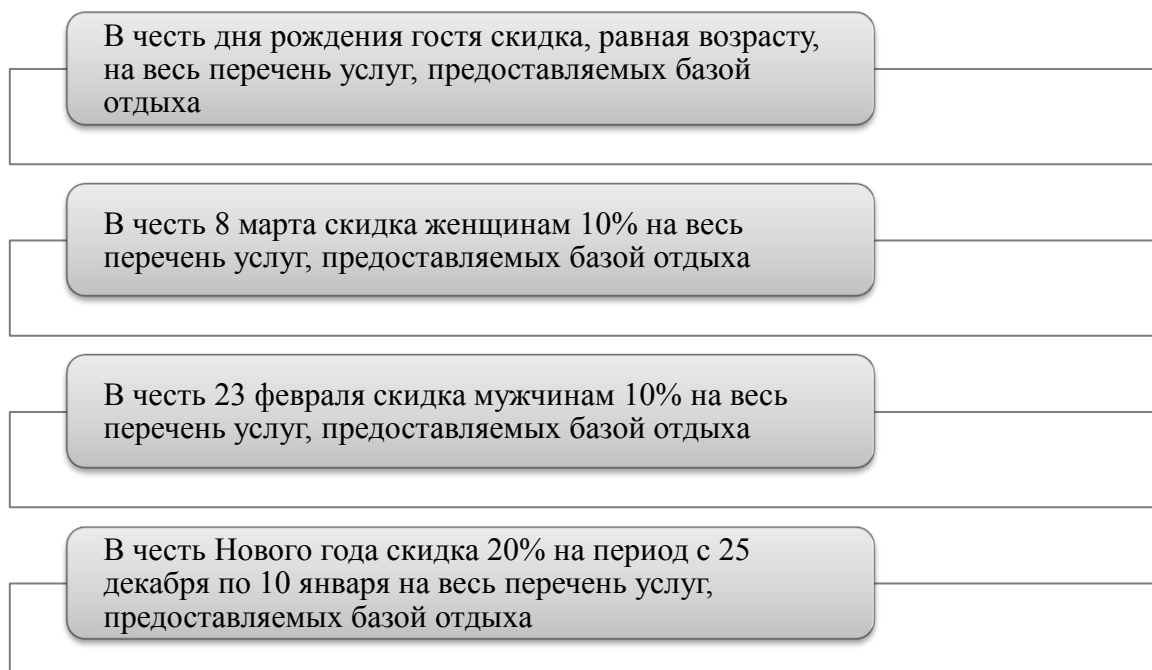 В честь дня рождения гостя скидка, равная возрасту,
на весь перечень услуг, предоставляемых базой
отдыха
В честь 8 марта скидка женщинам 10% на весь
перечень услуг, предоставляемых базой отдыха
В честь 23 февраля скидка мужчинам 10% на весь
перечень услуг, предоставляемых базой отдыха
В честь Нового года скидка 20% на период с 25
декабря по 10 января на весь перечень услуг,
предоставляемых базой отдыха